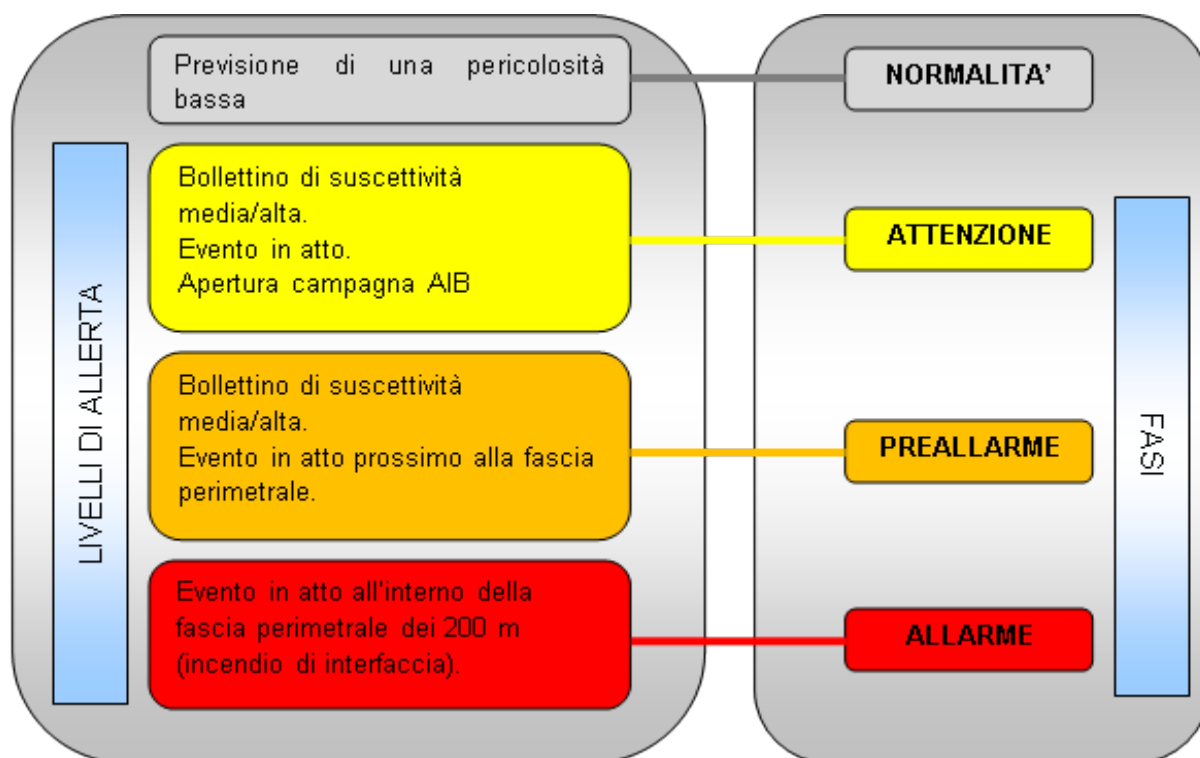 Previsione di una pericolosità
bassa
NORMALITA’
LIVELLI DI ALLERTA
Bollettino di suscettività
media/alta.
Evento in atto.
Apertura campagna AIB
ATTENZIONE
Bollettino di suscettività
media/alta.
Evento in atto prossimo alla fascia
perimetrale.
PREALLARME
Evento in atto all'interno della
fascia perimetrale dei 200 m
(incendio di interfaccia).
ALLARME
FASI